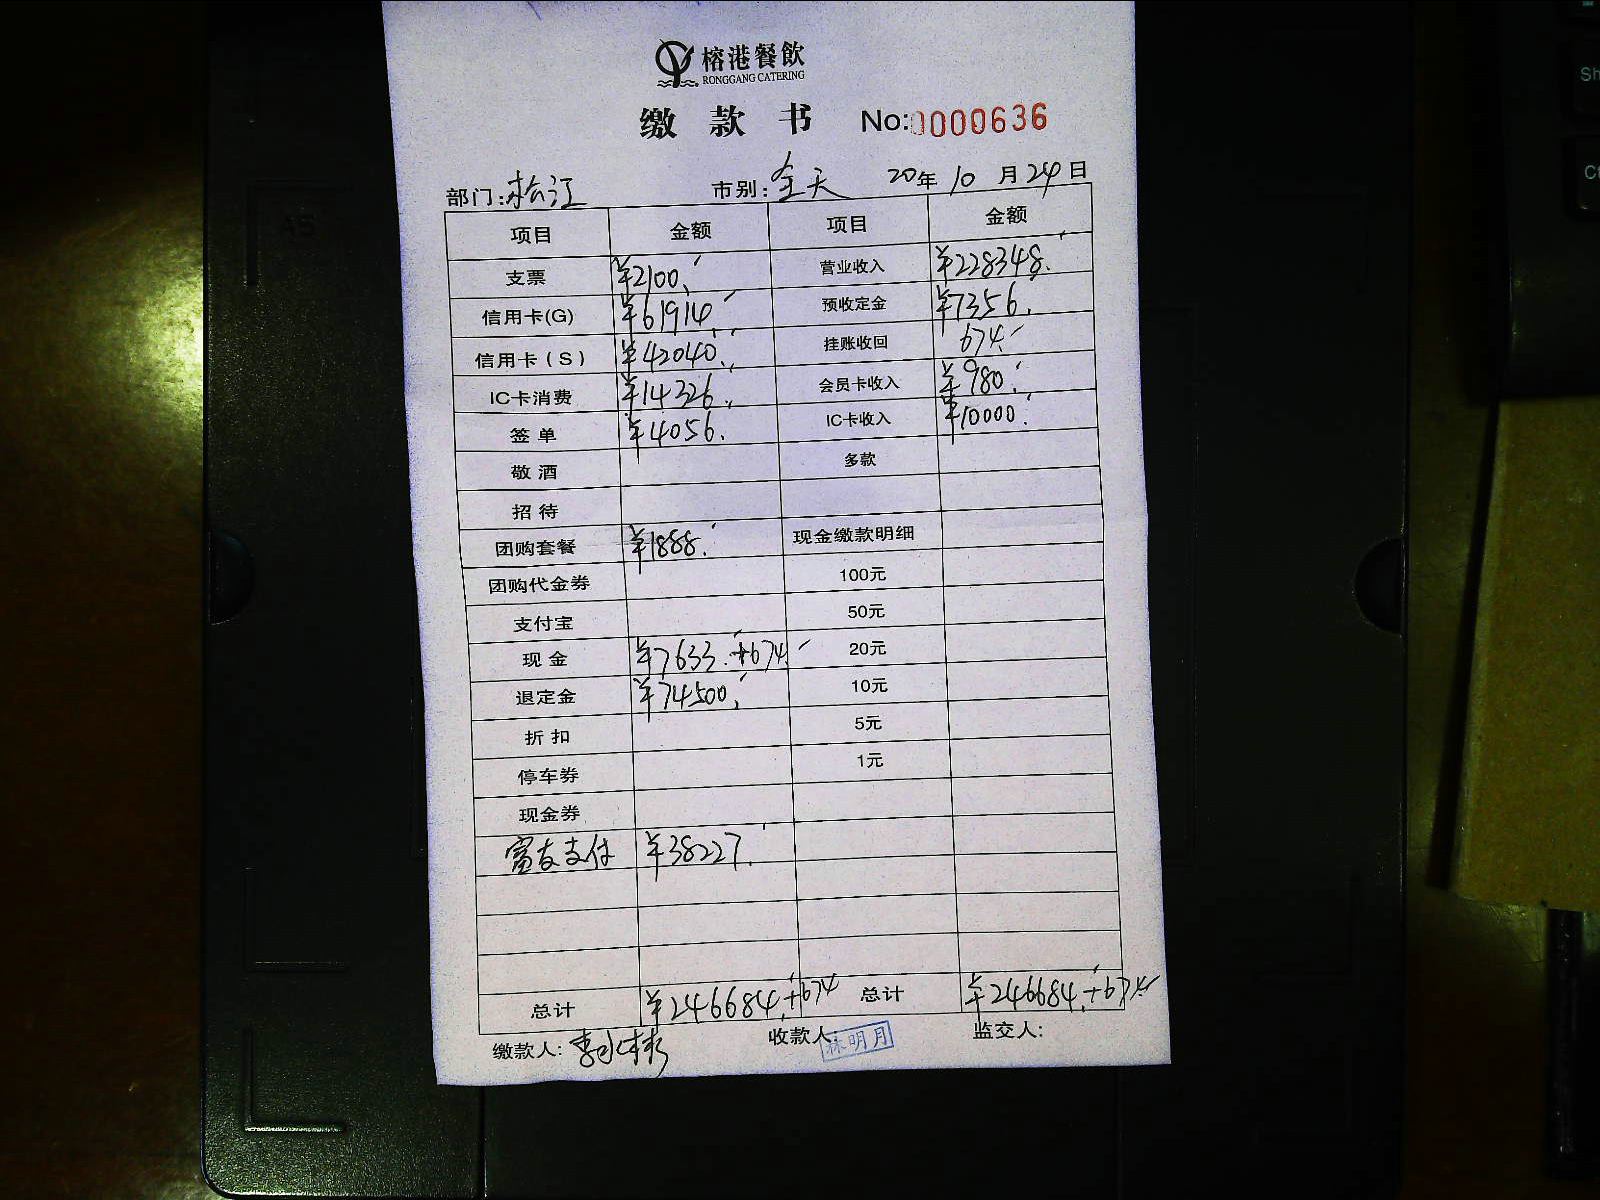 榕港餐飲
RONGGANG CATERING
缴款书 No:0000636
部门:松江 市别:全天 20年10月24日
项目 金额 项目 金额
支票 ¥2100. 营业收入 ¥228348.
信用卡(G) ¥61914 预收定金 ¥7356.
信用卡(S) ¥42040. 挂账收回 674.
IC卡消费 ¥14326. 会员卡收入 ¥980.
签单 ¥4056. IC卡收入 ¥10000.
敬酒 多款
招待
团购套餐 ¥1888. 现金缴款明细
团购代金券 100元
支付宝 50元
现金 ¥7633.+674. 20元
退定金 ¥74500. 10元
折扣 5元
停车券 1元
现金券
富友支付 ¥38227.
总计 ¥246684.+674 总计 ¥246684.+674
缴款人: 收款人: 林明月 监交人:
A5
Sh